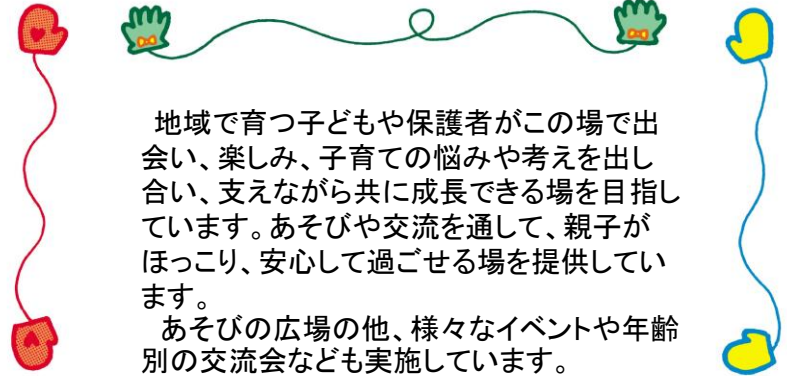 地域で育つ子どもや保護者がこの場で出
会い、楽しみ、子育ての悩みや考えを出し
合い、支えながら共に成長できる場を目指し
ています。あそびや交流を通して、親子が
ほっこり、安心して過ごせる場を提供してい
ます。
あそびの広場の他、様々なイベントや年齢
別の交流会なども実施しています。